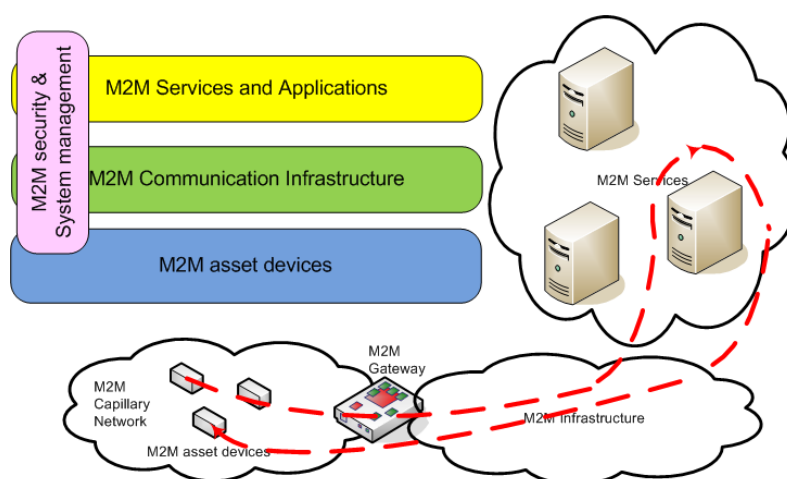 M2M security &
System management
M2M Services and Applications
M2M Communication Infrastructure
M2M asset devices
M2M Services
M2M
Gateway
M2M
Capillary
Network
M2M asset devices
M2M Infrastructure